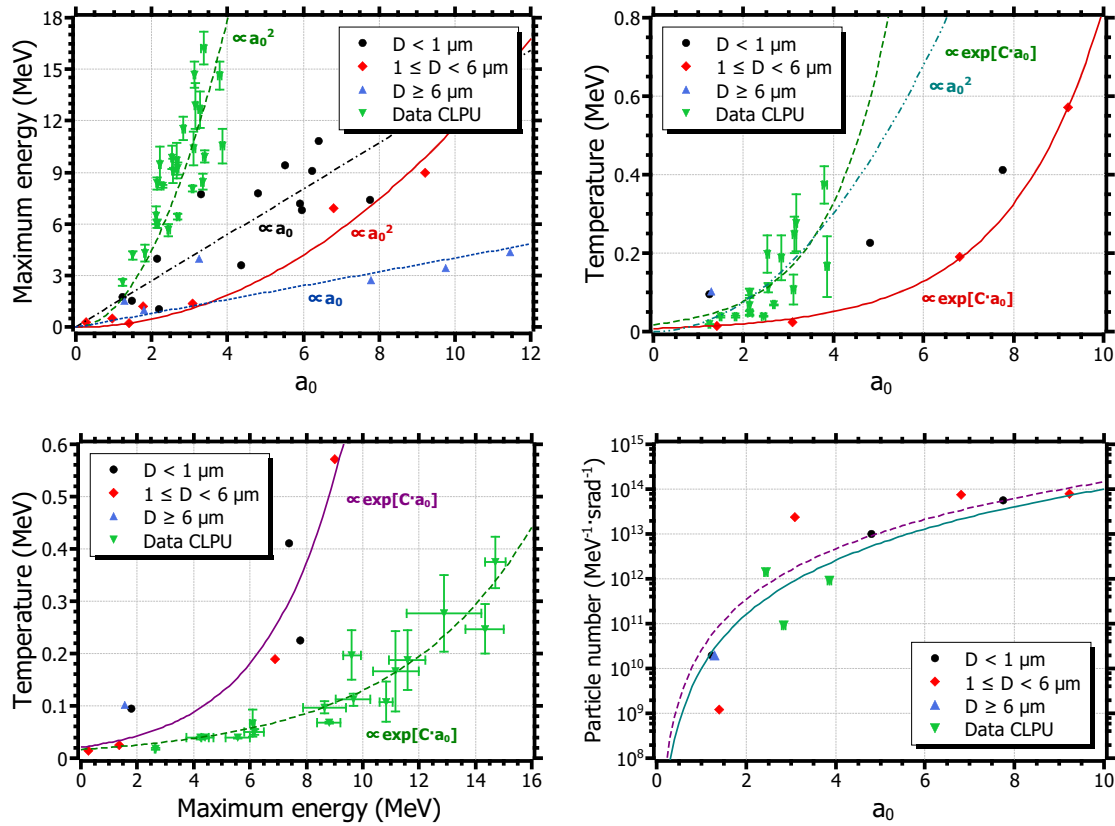 18
15
12
9
6
3
0
Maximum energy (MeV)
∝a₀²
D < 1 µm
1 ≤ D < 6 µm
D ≥ 6 µm
Data CLPU
∝a₀
∝a₀²
∝a₀
0 2 4 6 8 10 12
a₀
0.8
0.6
0.4
0.2
0
Temperature (MeV)
D < 1 µm
1 ≤ D < 6 µm
D ≥ 6 µm
Data CLPU
∝exp[C·a₀]
∝a₀²
∝exp[C·a₀]
0 2 4 6 8 10
a₀
0.6
0.5
0.4
0.3
0.2
0.1
0
Temperature (MeV)
D < 1 µm
1 ≤ D < 6 µm
D ≥ 6 µm
Data CLPU
∝exp[C·a₀]
∝exp[C·a₀]
0 2 4 6 8 10 12 14 16
Maximum energy (MeV)
10¹⁵
10¹⁴
10¹³
10¹²
10¹¹
10¹⁰
10⁹
10⁸
Particle number (MeV⁻¹·srad⁻¹)
D < 1 µm
1 ≤ D < 6 µm
D ≥ 6 µm
Data CLPU
0 2 4 6 8 10
a₀